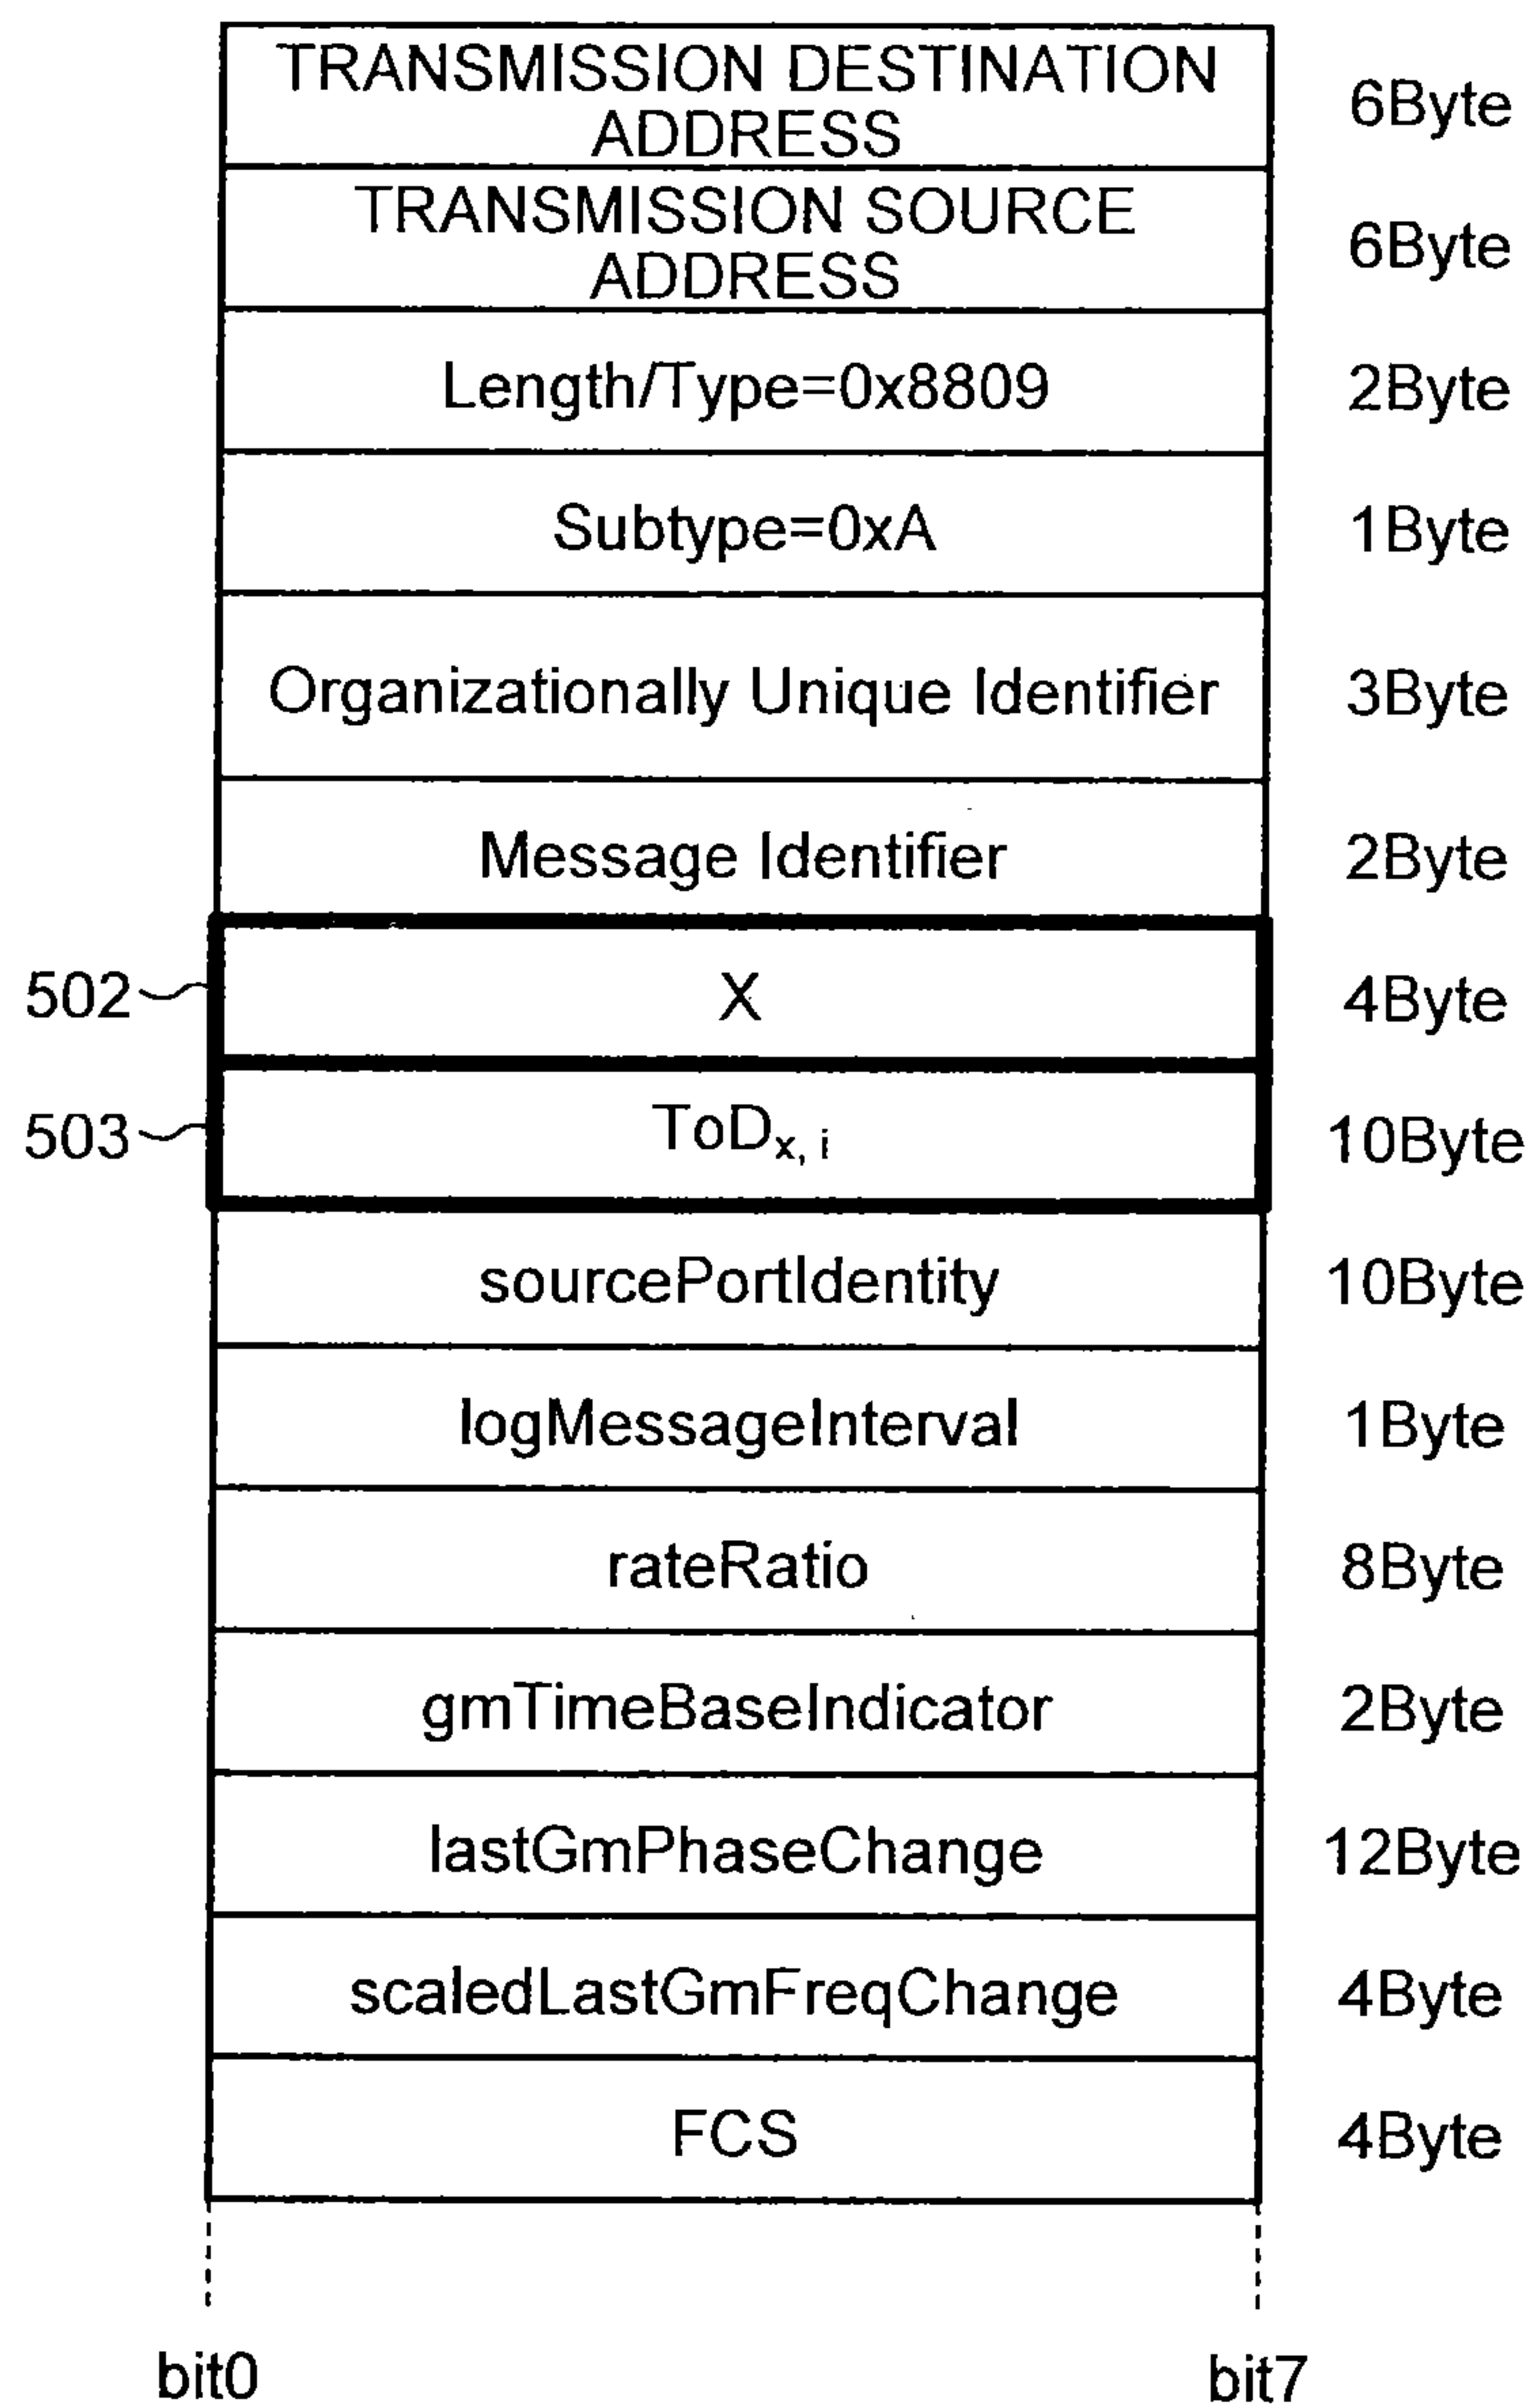 TRANSMISSION DESTINATION
ADDRESS
6Byte
TRANSMISSION SOURCE
ADDRESS
6Byte
Length/Type=0x8809
2Byte
Subtype=0xA
1Byte
Organizationally Unique Identifier
3Byte
Message Identifier
2Byte
502
X
4Byte
503
ToDx, i
10Byte
sourcePortIdentity
10Byte
logMessageInterval
1Byte
rateRatio
8Byte
gmTimeBaseIndicator
2Byte
lastGmPhaseChange
12Byte
scaledLastGmFreqChange
4Byte
FCS
4Byte
bit0
bit7